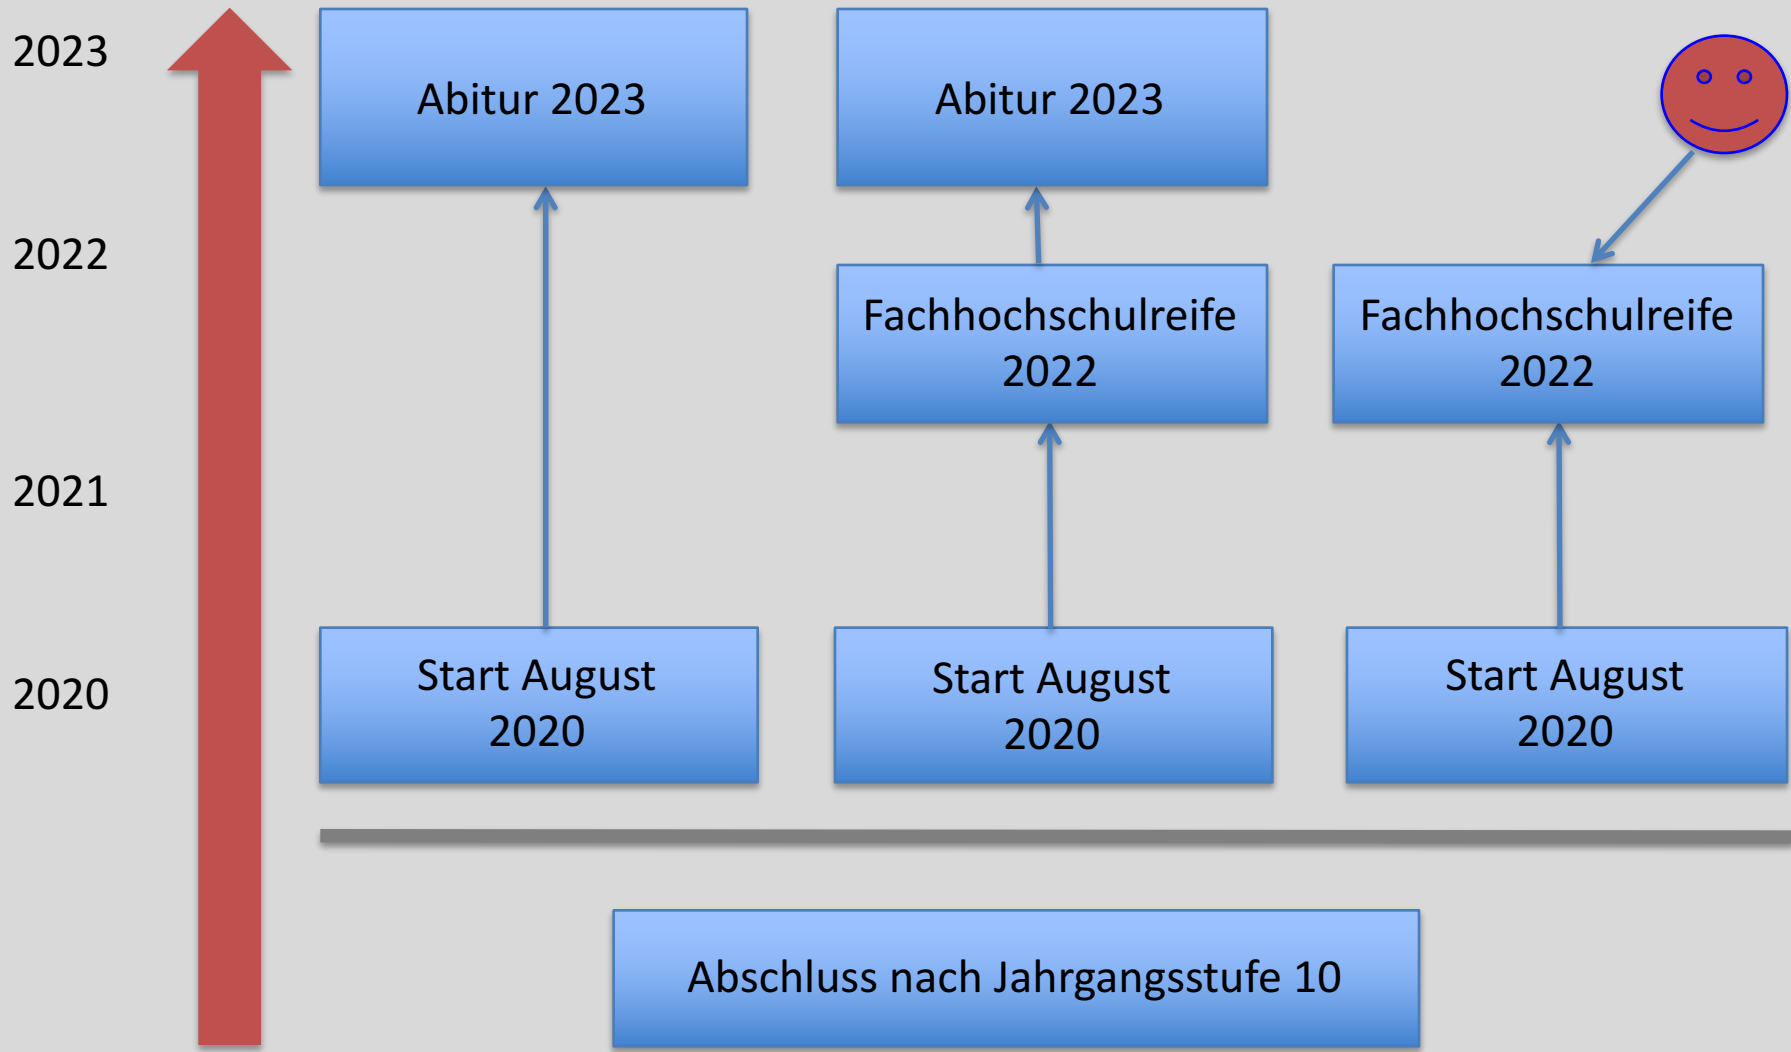 2023
Abitur 2023
Abitur 2023
2022
Fachhochschulreife
2022
Fachhochschulreife
2022
2021
2020
Start August
2020
Start August
2020
Start August
2020
Abschluss nach Jahrgangsstufe 10